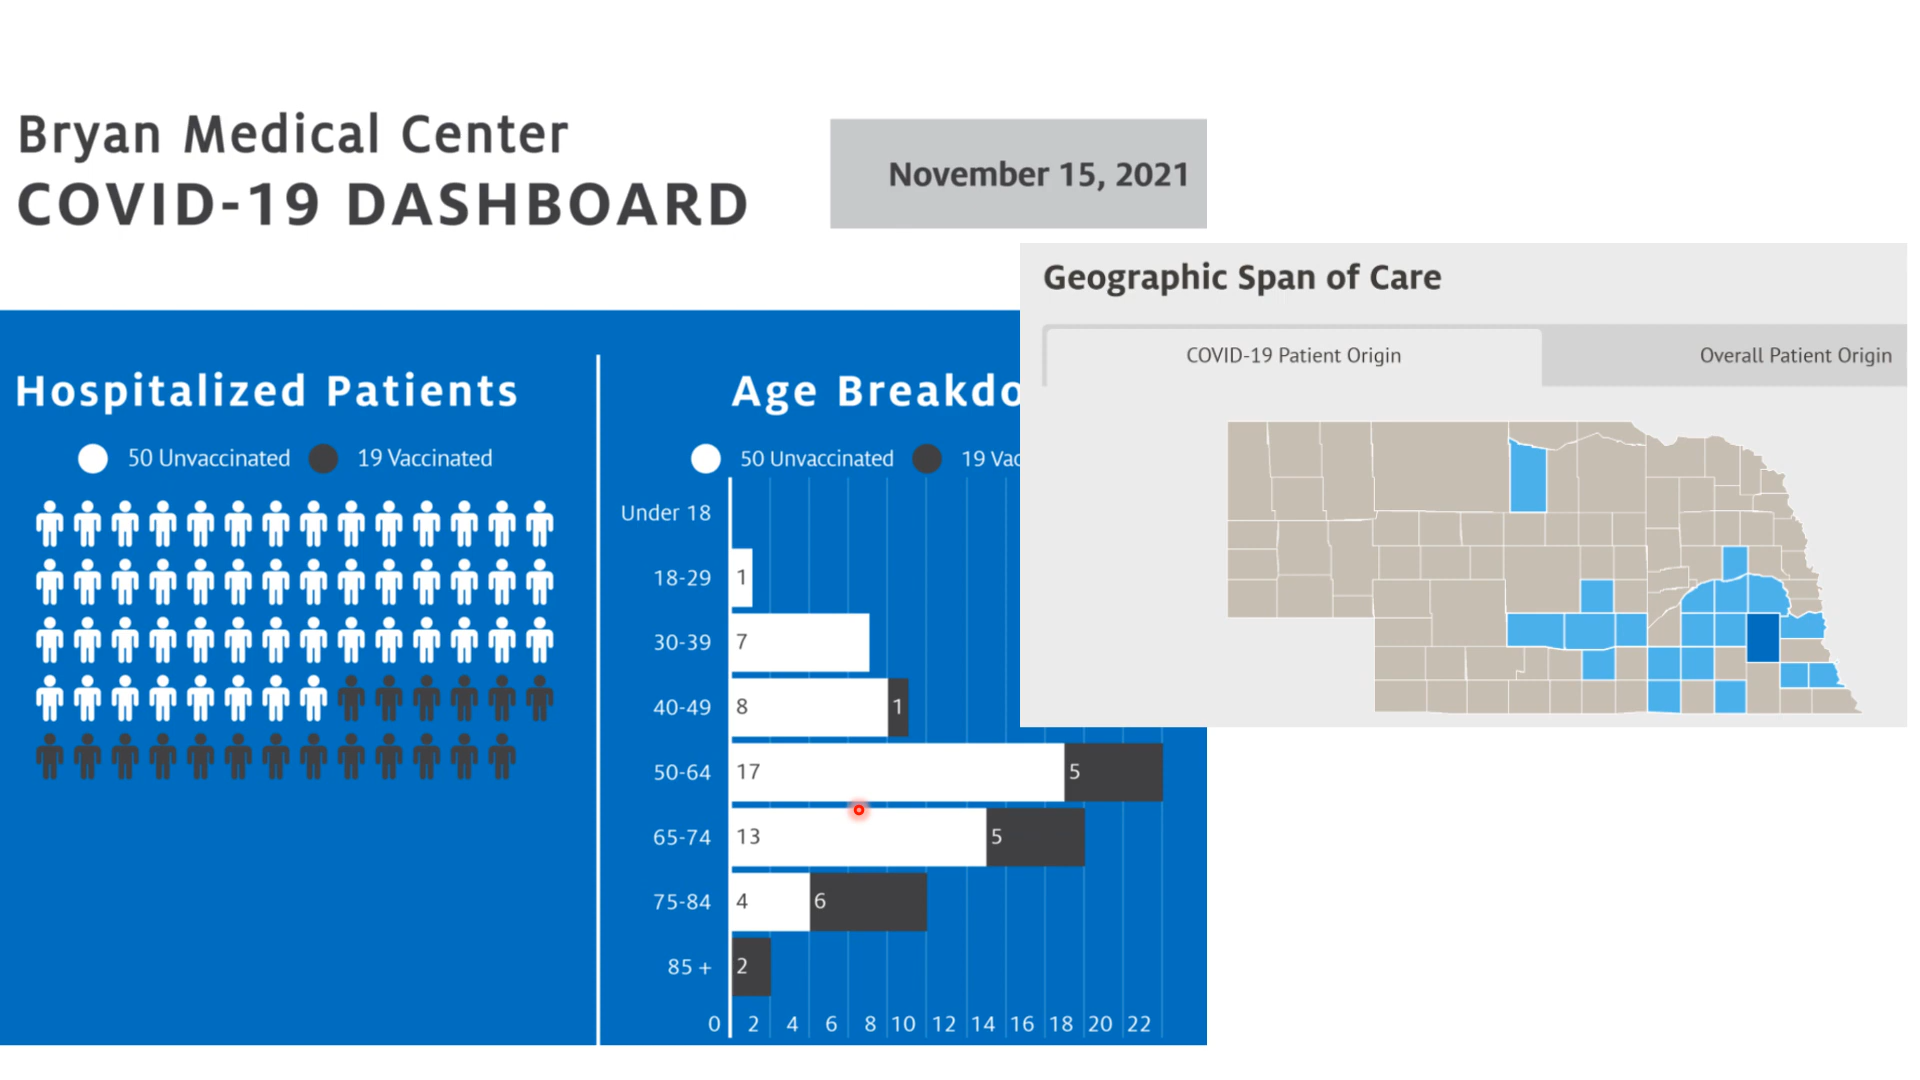 Bryan Medical Center
COVID-19 DASHBOARD
November 15, 2021
Hospitalized Patients
50 Unvaccinated 19 Vaccinated
Age Breakdo
50 Unvaccinated 19 Vac
Under 18
18-29 1
30-39 7
40-49 8 1
50-64 17 5
65-74 13 5
75-84 4 6
85 + 2
0 2 4 6 8 10 12 14 16 18 20 22
Geographic Span of Care
COVID-19 Patient Origin Overall Patient Origin